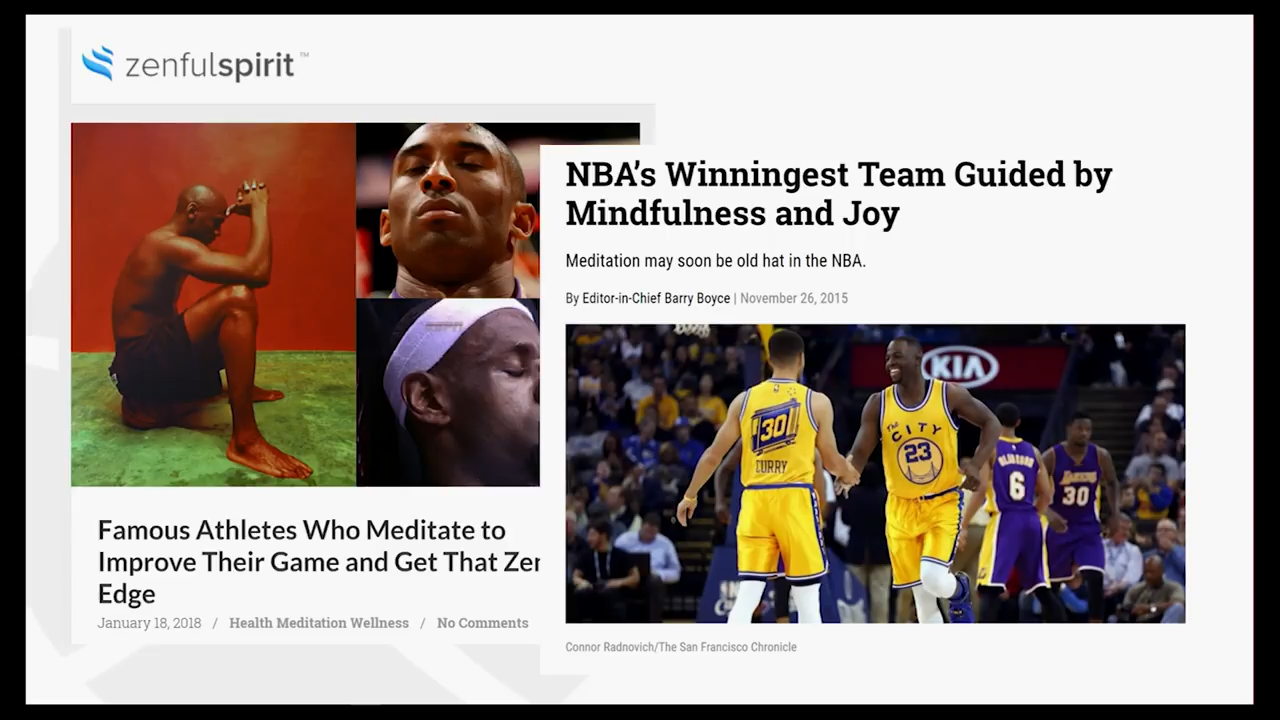 zenfulspirit™
Famous Athletes Who Meditate to
Improve Their Game and Get That Zen
Edge
January 18, 2018 / Health Meditation Wellness / No Comments
NBA's Winningest Team Guided by
Mindfulness and Joy
Meditation may soon be old hat in the NBA.
By Editor-in-Chief Barry Boyce | November 26, 2015
KIA
30
CURRY
The
CITY
23
6
LAKERS
30
Connor Radnovich/The San Francisco Chronicle